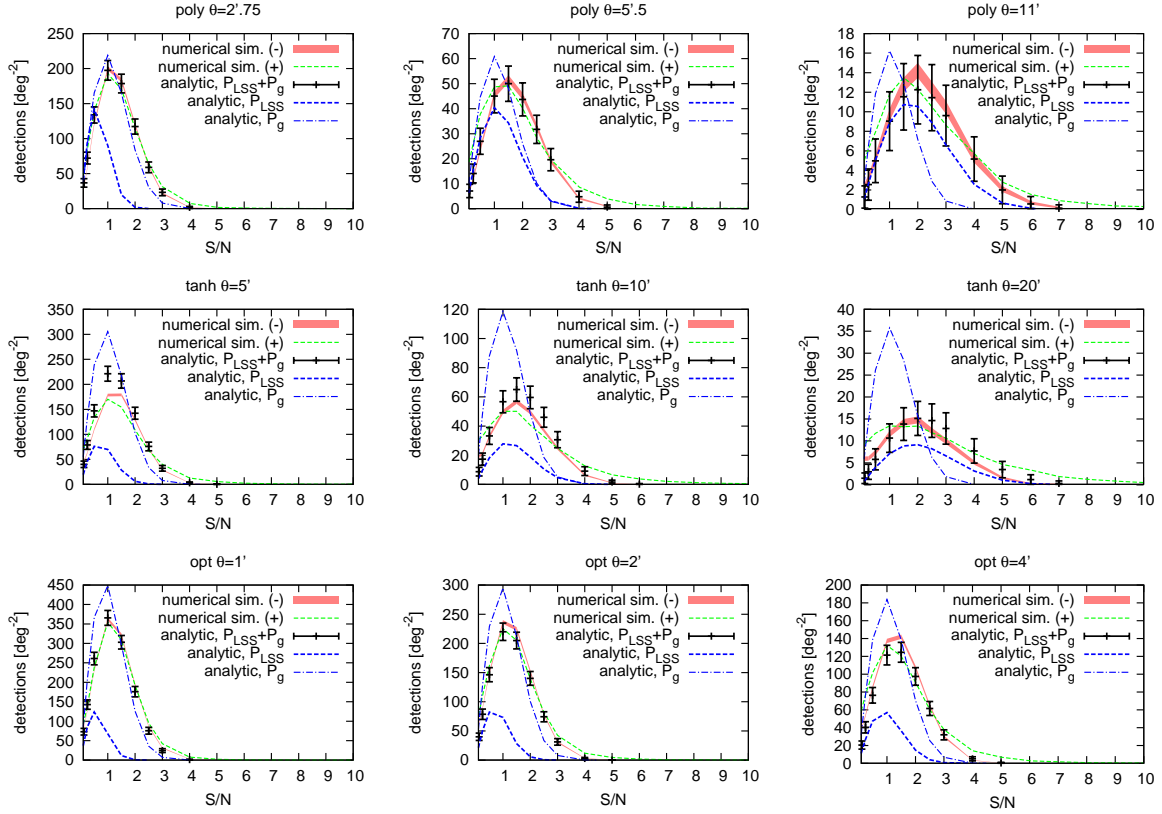 poly θ=2'.75
detections [deg⁻²]
250
200
150
100
50
0
numerical sim. (-)
numerical sim. (+)
analytic, P_LSS+P_g
analytic, P_LSS
analytic, P_g
1 2 3 4 5 6 7 8 9 10
S/N
poly θ=5'.5
detections [deg⁻²]
70
60
50
40
30
20
10
0
numerical sim. (-)
numerical sim. (+)
analytic, P_LSS+P_g
analytic, P_LSS
analytic, P_g
1 2 3 4 5 6 7 8 9 10
S/N
poly θ=11'
detections [deg⁻²]
18
16
14
12
10
8
6
4
2
0
numerical sim. (-)
numerical sim. (+)
analytic, P_LSS+P_g
analytic, P_LSS
analytic, P_g
1 2 3 4 5 6 7 8 9 10
S/N
tanh θ=5'
detections [deg⁻²]
350
300
250
200
150
100
50
0
numerical sim. (-)
numerical sim. (+)
analytic, P_LSS+P_g
analytic, P_LSS
analytic, P_g
1 2 3 4 5 6 7 8 9 10
S/N
tanh θ=10'
detections [deg⁻²]
120
100
80
60
40
20
0
numerical sim. (-)
numerical sim. (+)
analytic, P_LSS+P_g
analytic, P_LSS
analytic, P_g
1 2 3 4 5 6 7 8 9 10
S/N
tanh θ=20'
detections [deg⁻²]
40
35
30
25
20
15
10
5
0
numerical sim. (-)
numerical sim. (+)
analytic, P_LSS+P_g
analytic, P_LSS
analytic, P_g
1 2 3 4 5 6 7 8 9 10
S/N
opt θ=1'
detections [deg⁻²]
450
400
350
300
250
200
150
100
50
0
numerical sim. (-)
numerical sim. (+)
analytic, P_LSS+P_g
analytic, P_LSS
analytic, P_g
1 2 3 4 5 6 7 8 9 10
S/N
opt θ=2'
detections [deg⁻²]
300
250
200
150
100
50
0
numerical sim. (-)
numerical sim. (+)
analytic, P_LSS+P_g
analytic, P_LSS
analytic, P_g
1 2 3 4 5 6 7 8 9 10
S/N
opt θ=4'
detections [deg⁻²]
200
180
160
140
120
100
80
60
40
20
0
numerical sim. (-)
numerical sim. (+)
analytic, P_LSS+P_g
analytic, P_LSS
analytic, P_g
1 2 3 4 5 6 7 8 9 10
S/N